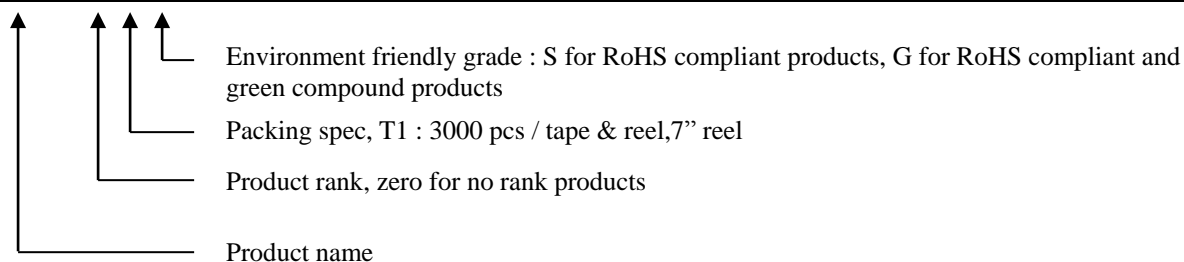 Environment friendly grade : S for RoHS compliant products, G for RoHS compliant and
green compound products
Packing spec, T1 : 3000 pcs / tape & reel,7” reel
Product rank, zero for no rank products
Product name